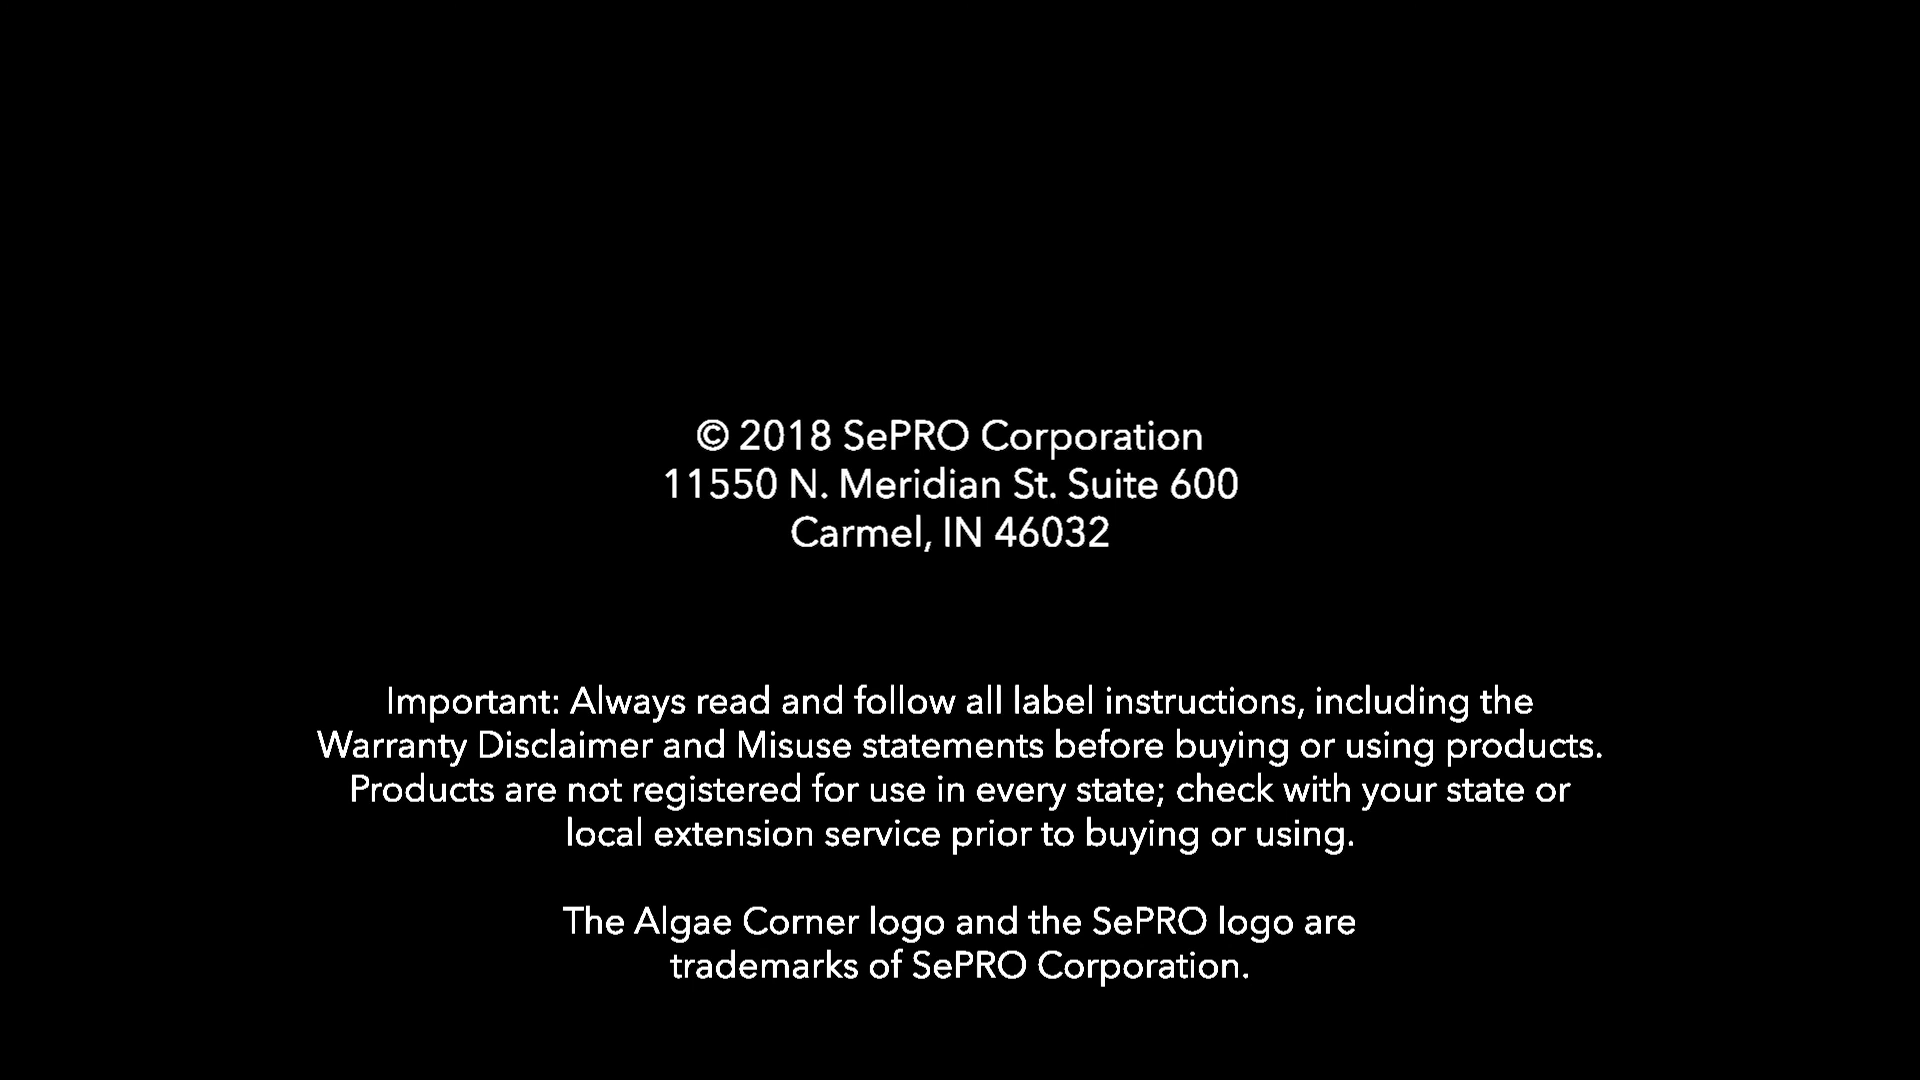 © 2018 SePRO Corporation
11550 N. Meridian St. Suite 600
Carmel, IN 46032
Important: Always read and follow all label instructions, including the
Warranty Disclaimer and Misuse statements before buying or using products.
Products are not registered for use in every state; check with your state or
local extension service prior to buying or using.
The Algae Corner logo and the SePRO logo are
trademarks of SePRO Corporation.